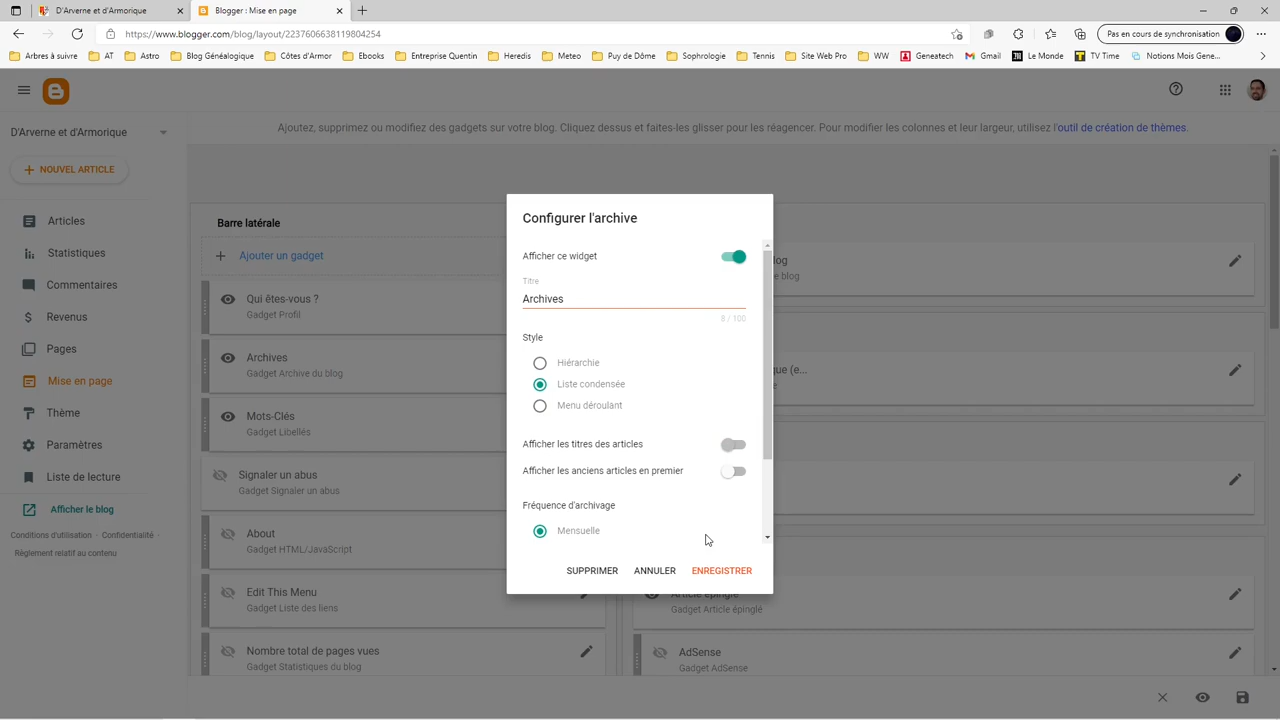 D'Arverne et d'Armorique
Blogger : Mise en page
https://www.blogger.com/blog/layout/2237606638119804254
Pas en cours de synchronisation
Arbres à suivre
AT
Astro
Blog Généalogique
Côtes d'Armor
Ebooks
Entreprise Quentin
Heredis
Meteo
Puy de Dôme
Sophrologie
Tennis
Site Web Pro
WW
Geneatech
Gmail
Le Monde
TV Time
Notions Mois Gene...
D'Arverne et d'Armorique
NOUVEL ARTICLE
Articles
Statistiques
Commentaires
Revenus
Pages
Mise en page
Thème
Paramètres
Liste de lecture
Afficher le blog
Conditions d'utilisation · Confidentialité ·
Règlement relatif au contenu
Ajoutez, supprimez ou modifiez des gadgets sur votre blog. Cliquez dessus et faites-les glisser pour les réagencer. Pour modifier les colonnes et leur largeur, utilisez l'outil de création de thèmes.
Barre latérale
Ajouter un gadget
Qui êtes-vous ?
Gadget Profil
Archives
Gadget Archive du blog
Mots-Clés
Gadget Libellés
Signaler un abus
Gadget Signaler un abus
About
Gadget HTML/JavaScript
Edit This Menu
Gadget Liste des liens
Nombre total de pages vues
Gadget Statistiques du blog
Configurer l'archive
Afficher ce widget
Titre
Archives
8 / 100
Style
Hiérarchie
Liste condensée
Menu déroulant
Afficher les titres des articles
Afficher les anciens articles en premier
Fréquence d'archivage
Mensuelle
SUPPRIMER
ANNULER
ENREGISTRER
blog
Article épinglé
Gadget Article épinglé
AdSense
Gadget AdSense